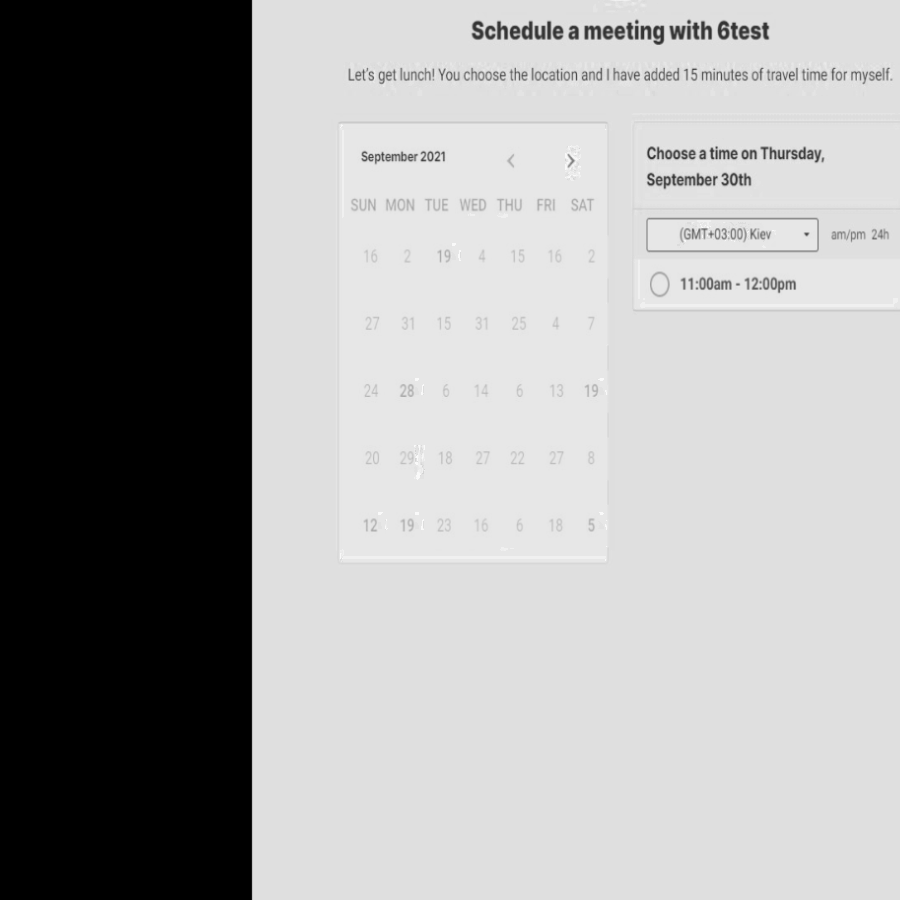 Schedule a meeting with 6test
Let's get lunch! You choose the location and I have added 15 minutes of travel time for myself.
September 2021
SUN MON TUE WED THU FRI SAT
16 2 19 4 15 16 2
27 31 15 31 25 4 7
24 28 6 14 6 13 19
20 29 18 27 22 27 8
12 19 23 16 6 18 5
Choose a time on Thursday,
September 30th
(GMT+03:00) Kiev am/pm 24h
11:00am - 12:00pm